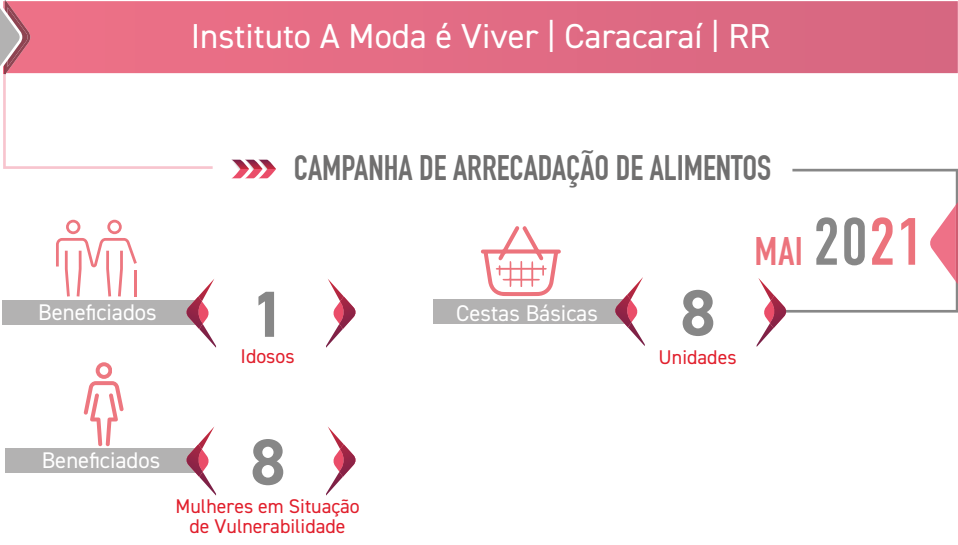 Instituto A Moda é Viver | Caracaraí | RR
CAMPANHA DE ARRECADAÇÃO DE ALIMENTOS
MAI 2021
Beneficiados
1
Idosos
Cestas Básicas
8
Unidades
Beneficiados
8
Mulheres em Situação
de Vulnerabilidade